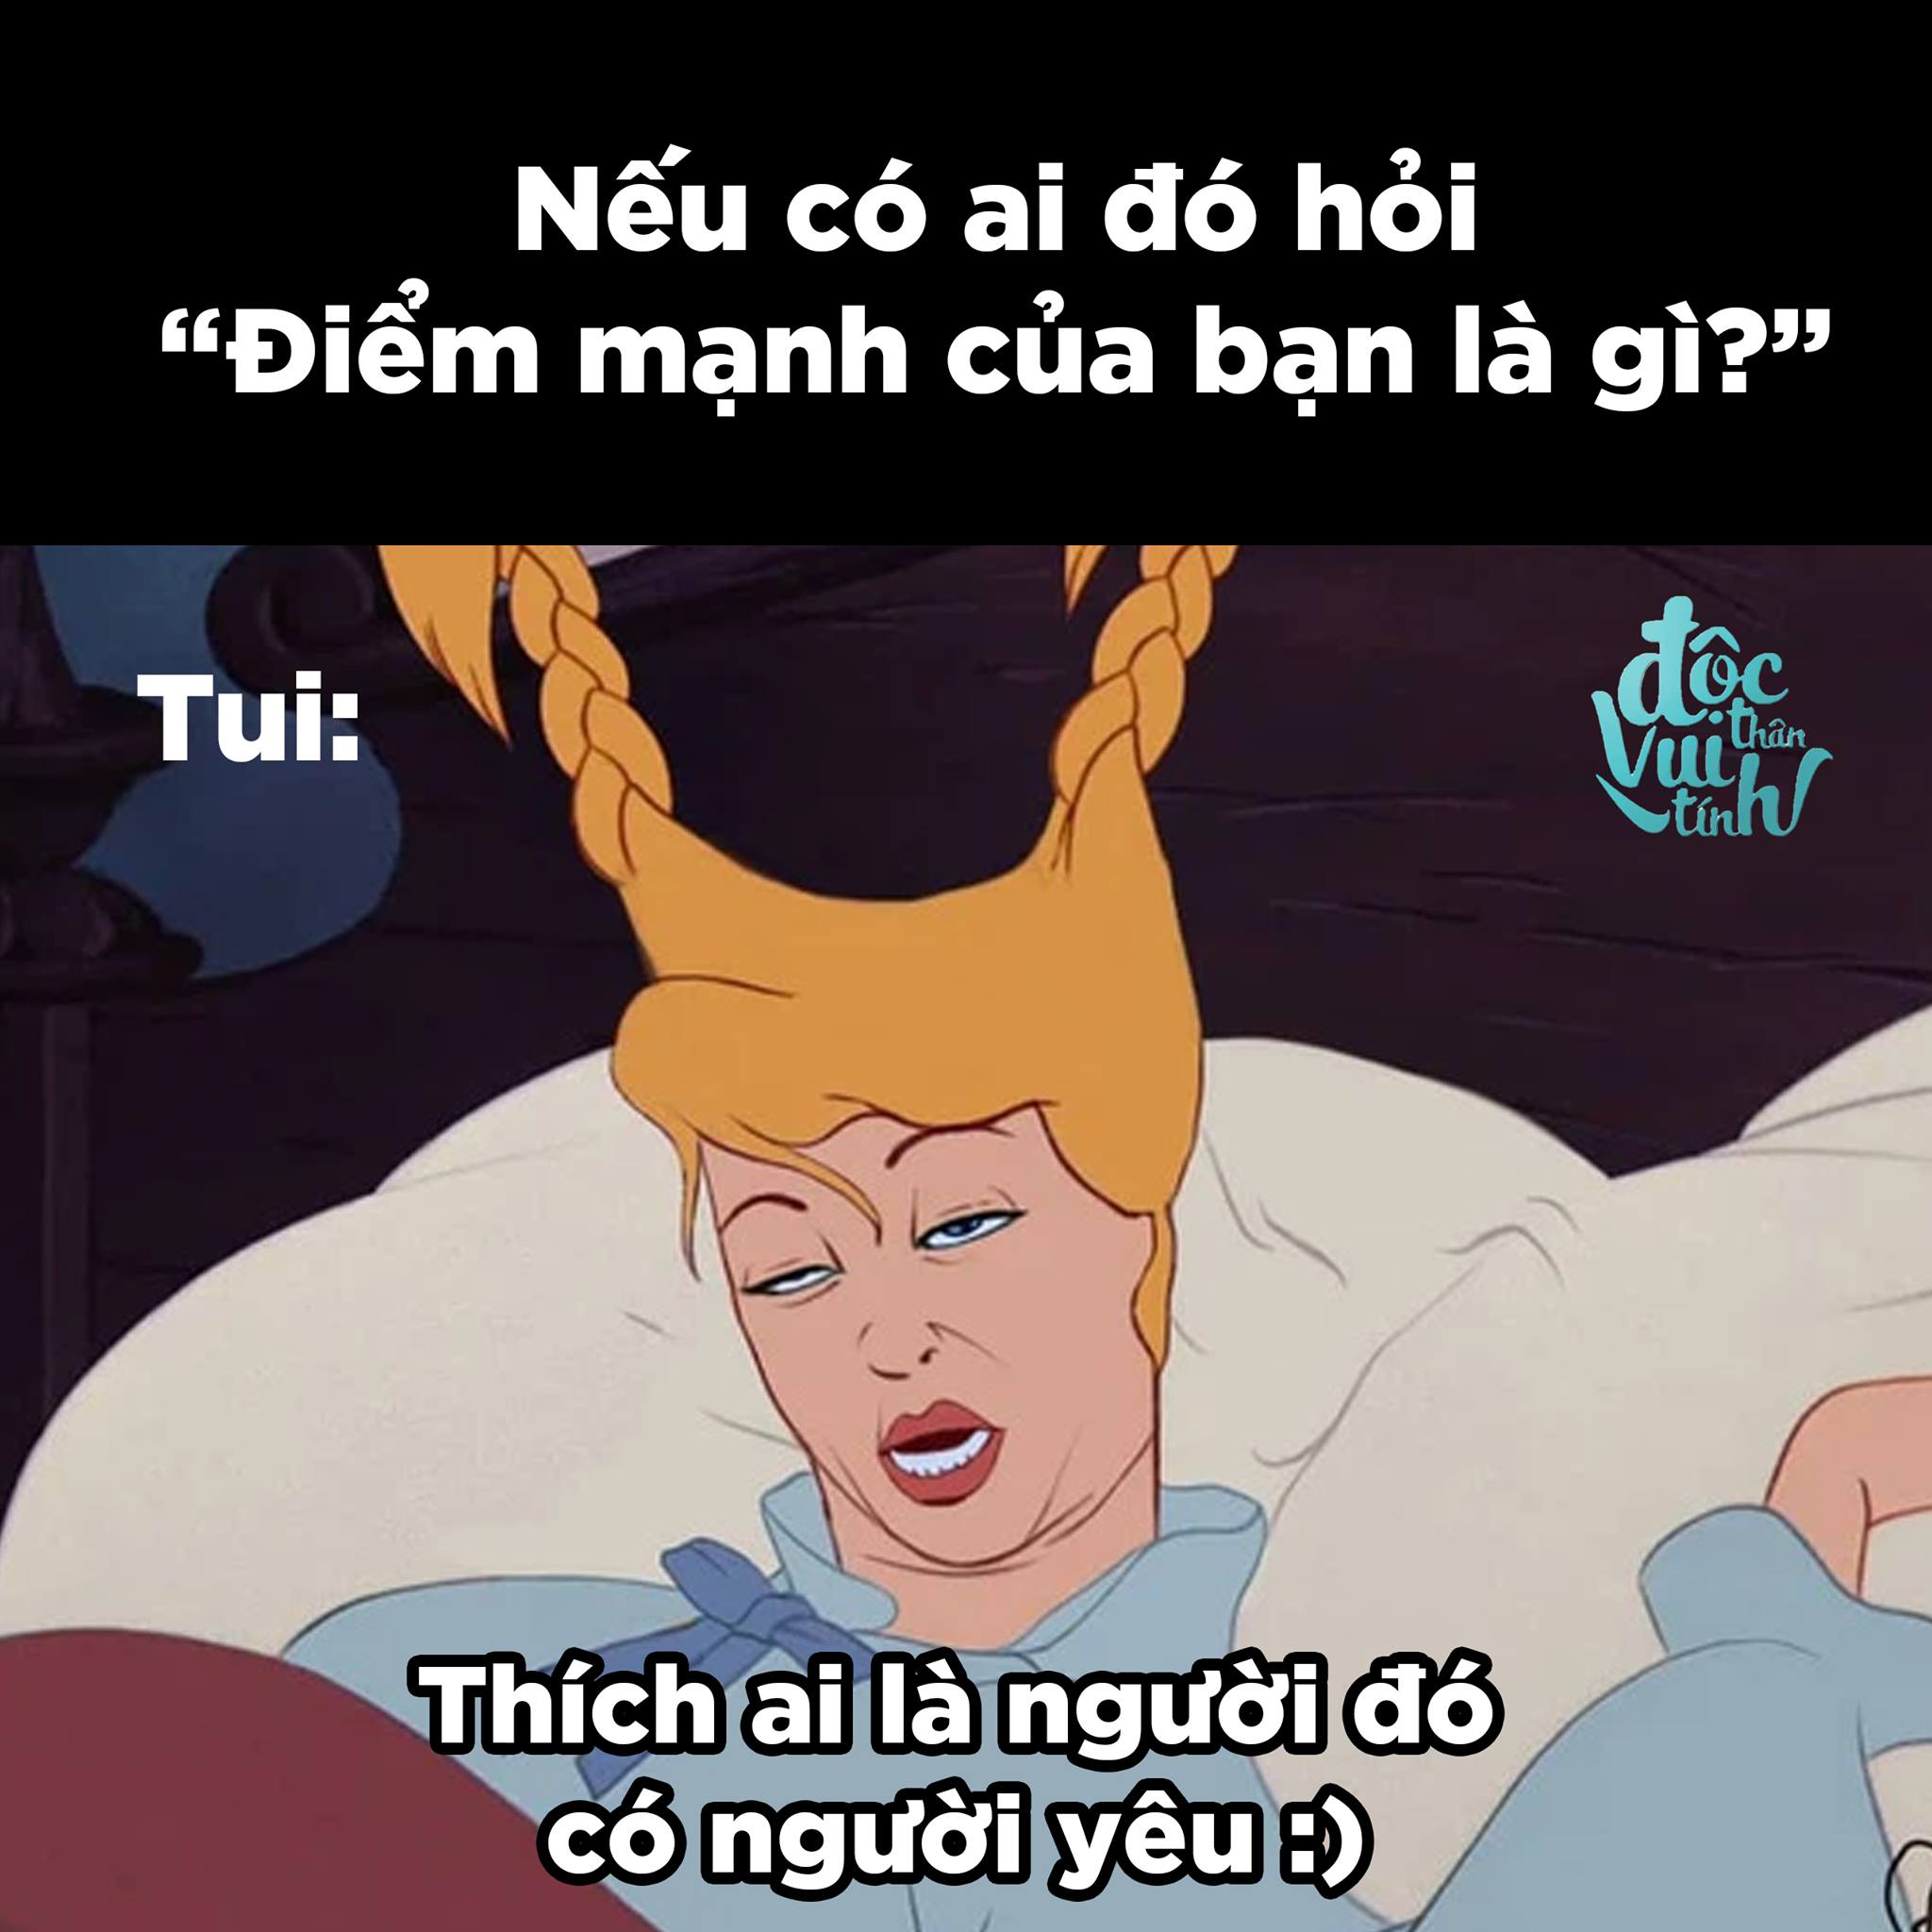 Nếu có ai đó hỏi
“Điểm mạnh của bạn là gì?”
Tui:
độc
thân
Vui
tính
Thích ai là người đó
có người yêu :)